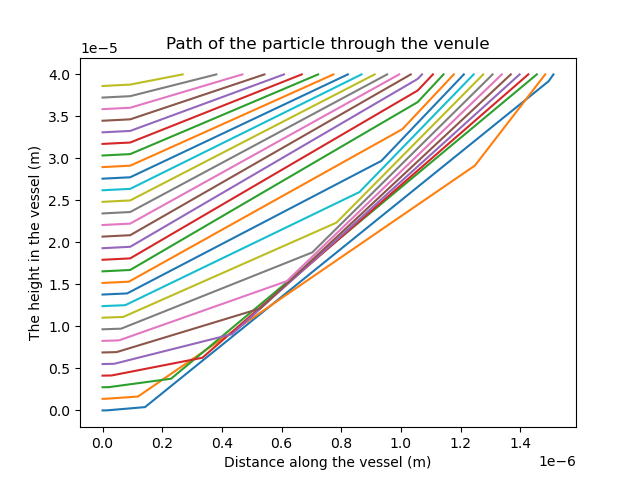 Path of the particle through the venule
1e−5
4.0
3.5
3.0
2.5
2.0
1.5
1.0
0.5
0.0
The height in the vessel (m)
0.0 0.2 0.4 0.6 0.8 1.0 1.2 1.4
1e−6
Distance along the vessel (m)